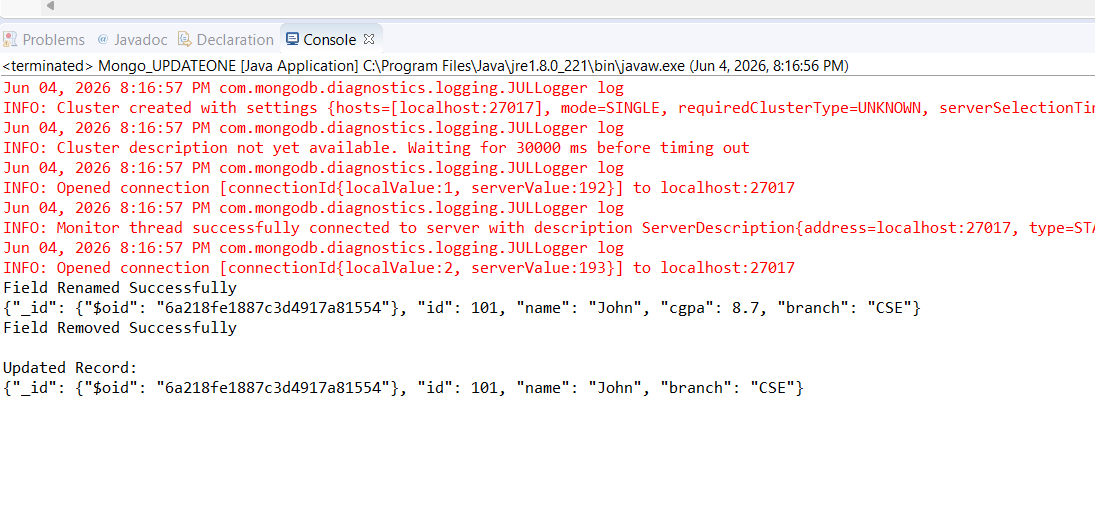 Problems @ Javadoc Declaration Console
<terminated> Mongo_UPDATEONE [Java Application] C:\Program Files\Java\jre1.8.0_221\bin\javaw.exe (Jun 4, 2026, 8:16:56 PM)
Jun 04, 2026 8:16:57 PM com.mongodb.diagnostics.logging.JULLogger log
INFO: Cluster created with settings {hosts=[localhost:27017], mode=SINGLE, requiredClusterType=UNKNOWN, serverSelectionTim
Jun 04, 2026 8:16:57 PM com.mongodb.diagnostics.logging.JULLogger log
INFO: Cluster description not yet available. Waiting for 30000 ms before timing out
Jun 04, 2026 8:16:57 PM com.mongodb.diagnostics.logging.JULLogger log
INFO: Opened connection [connectionId{localValue:1, serverValue:192}] to localhost:27017
Jun 04, 2026 8:16:57 PM com.mongodb.diagnostics.logging.JULLogger log
INFO: Monitor thread successfully connected to server with description ServerDescription{address=localhost:27017, type=STA
Jun 04, 2026 8:16:57 PM com.mongodb.diagnostics.logging.JULLogger log
INFO: Opened connection [connectionId{localValue:2, serverValue:193}] to localhost:27017
Field Renamed Successfully
{"_id": {"$oid": "6a218fe1887c3d4917a81554"}, "id": 101, "name": "John", "cgpa": 8.7, "branch": "CSE"}
Field Removed Successfully
Updated Record:
{"_id": {"$oid": "6a218fe1887c3d4917a81554"}, "id": 101, "name": "John", "branch": "CSE"}